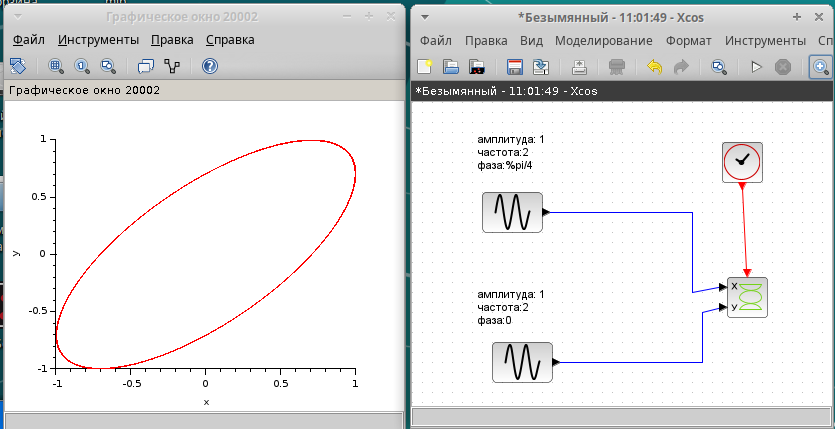 Графическое окно 20002
Файл Инструменты Правка Справка
Графическое окно 20002
1
0.5
0
-0.5
-1
y
-1 -0.5 0 0.5 1
x
*Безымянный - 11:01:49 - Xcos
Файл Правка Вид Моделирование Формат Инструменты Сп
*Безымянный - 11:01:49 - Xcos
амплитуда: 1
частота:2
фаза:%pi/4
амплитуда: 1
частота:2
фаза:0
X
y